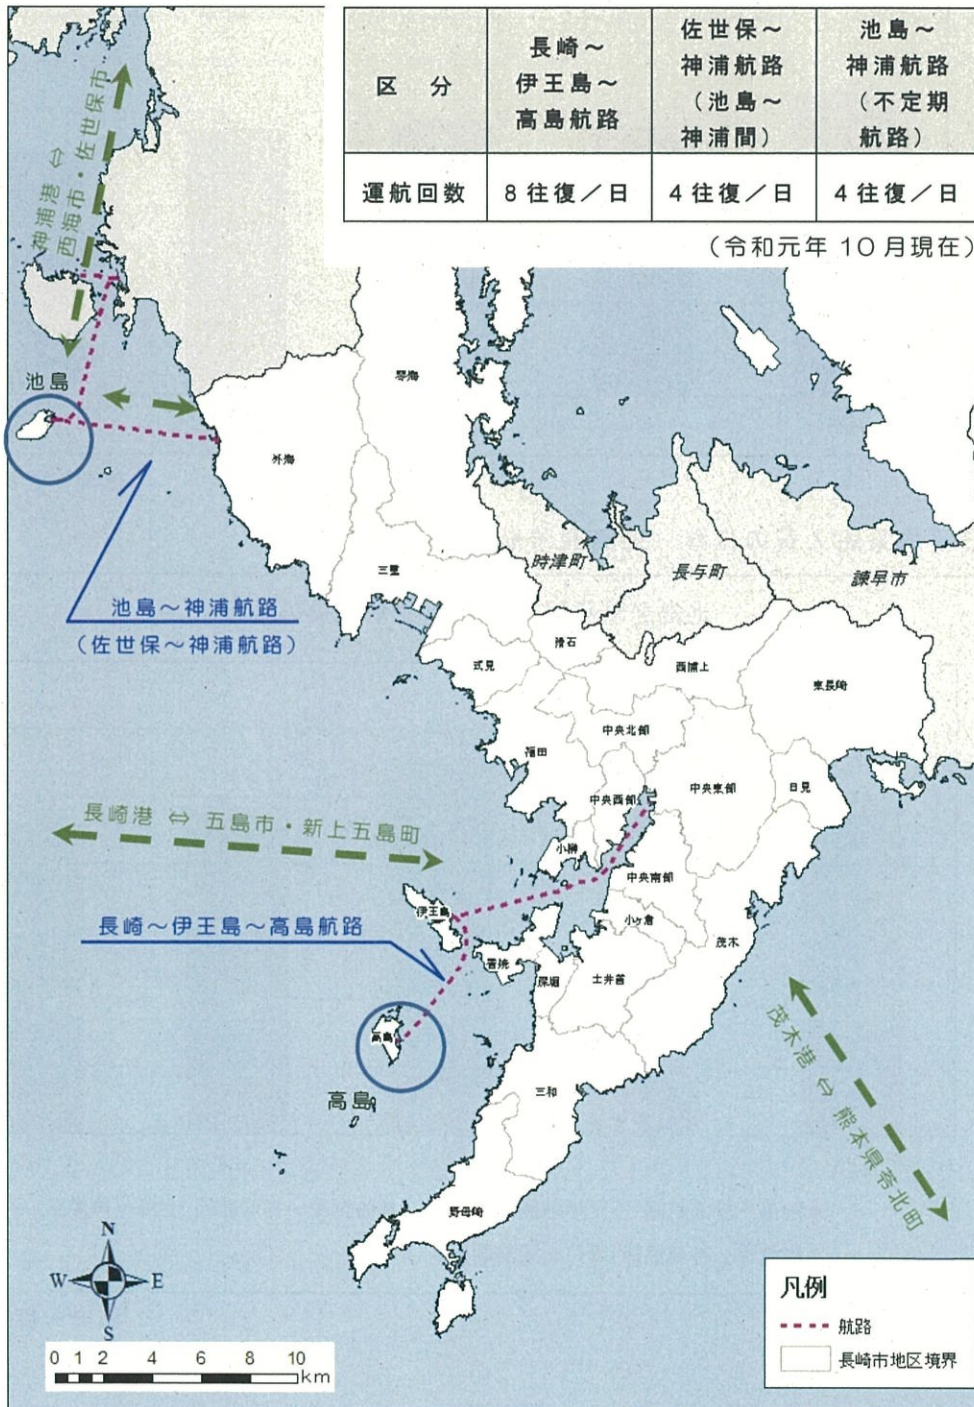 区 分
長崎～
伊王島～
高島航路
佐世保～
神浦航路
（池島～
神浦間）
池島～
神浦航路
（不定期
航路）
運航回数
8往復／日
4往復／日
4往復／日
（令和元年 10月現在）
神浦港 ⇔
西海市・佐世保市
池島
琴海
外海
三重
時津町
長与町
諫早市
池島～神浦航路
（佐世保～神浦航路）
滑石
式見
西浦上
東長崎
中央北部
福田
中央西部
中央東部
日見
長崎港 ⇔ 五島市・新上五島町
小榊
中央南部
伊王島
小ヶ倉
長崎～伊王島～高島航路
茂木
香焼
深堀
土井首
高島
高島
三和
茂木港 ⇔ 熊本県苓北町
野母崎
N
W
E
S
0 1 2 4 6 8 10
km
凡例
航路
長崎市地区境界